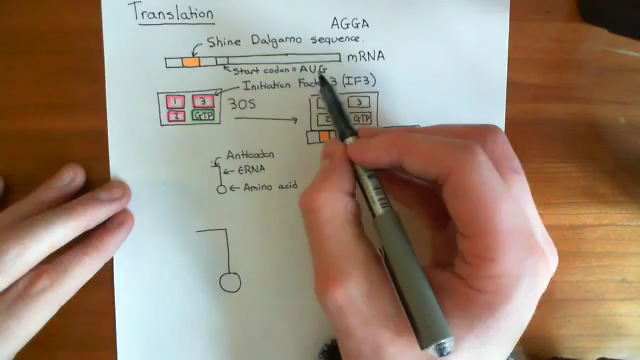 Translation
AGGA
Shine Dalgarno sequence.
mRNA
Start codon = AUG
Initiation Factor 3 (IF3)
1 3
2 GTP
30S
3
2 GTP
Anticodon
tRNA
Amino acid